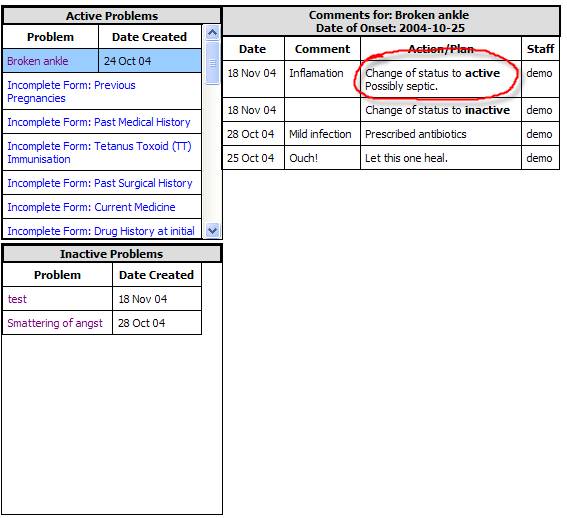 Active Problems
Problem Date Created
Broken ankle 24 Oct 04
Incomplete Form: Previous
Pregnancies
Incomplete Form: Past Medical History
Incomplete Form: Tetanus Toxoid (TT)
Immunisation
Incomplete Form: Past Surgical History
Incomplete Form: Current Medicine
Incomplete Form: Drug History at initial
Inactive Problems
Problem Date Created
test 18 Nov 04
Smattering of angst 28 Oct 04
Comments for: Broken ankle
Date of Onset: 2004-10-25
Date Comment Action/Plan Staff
18 Nov 04 Inflamation Change of status to active demo
Possibly septic.
18 Nov 04 Change of status to inactive demo
28 Oct 04 Mild infection Prescribed antibiotics demo
25 Oct 04 Ouch! Let this one heal. demo